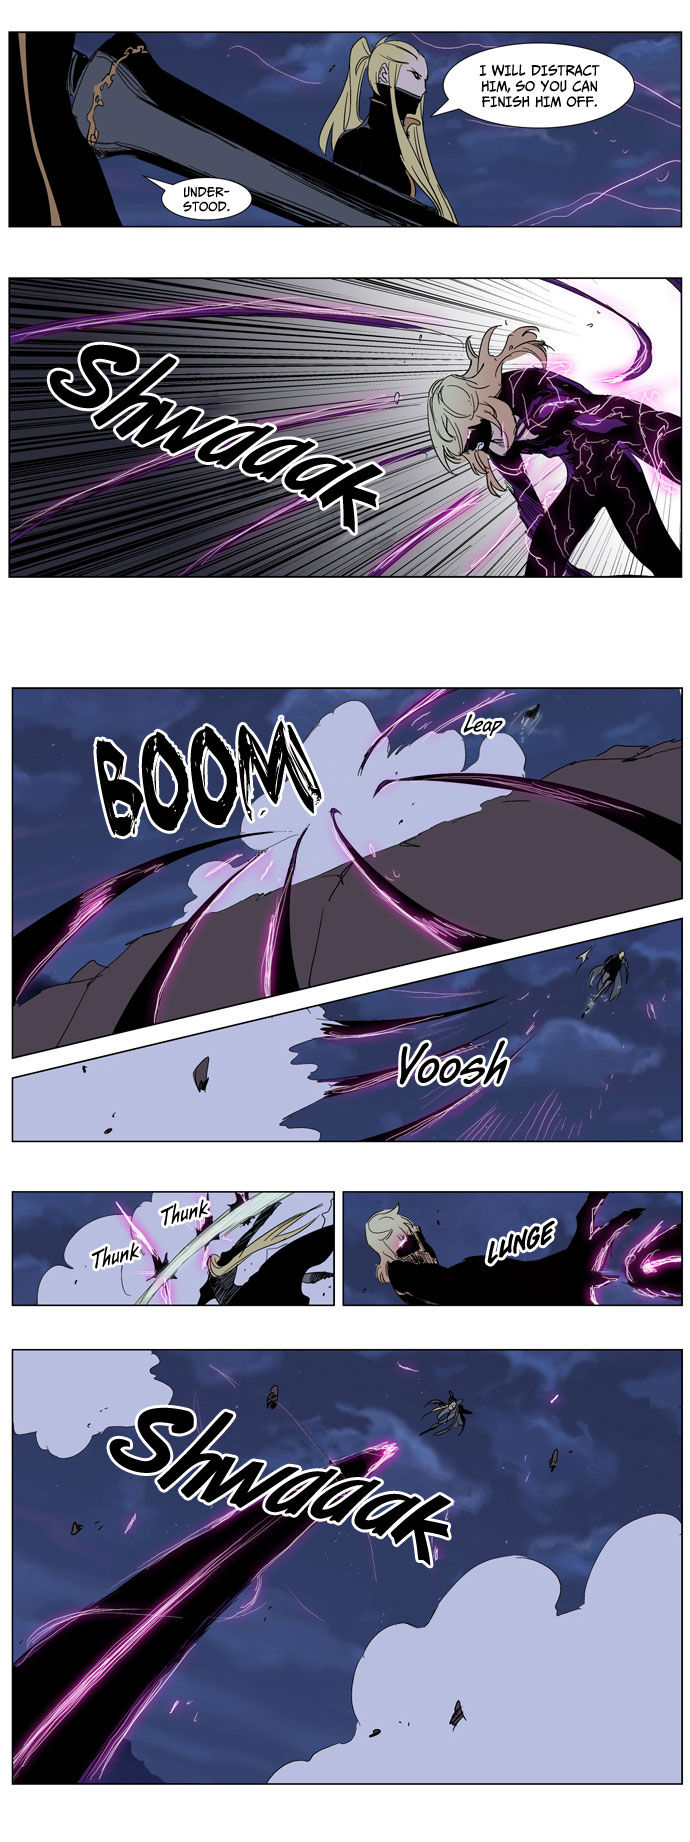 I WILL DISTRACT
HIM, SO YOU CAN
FINISH HIM OFF.
UNDER-
STOOD.
Shwaaak
BOOM
Leap
Voosh
Thunk
Thunk
LUNGE
Shwaaak